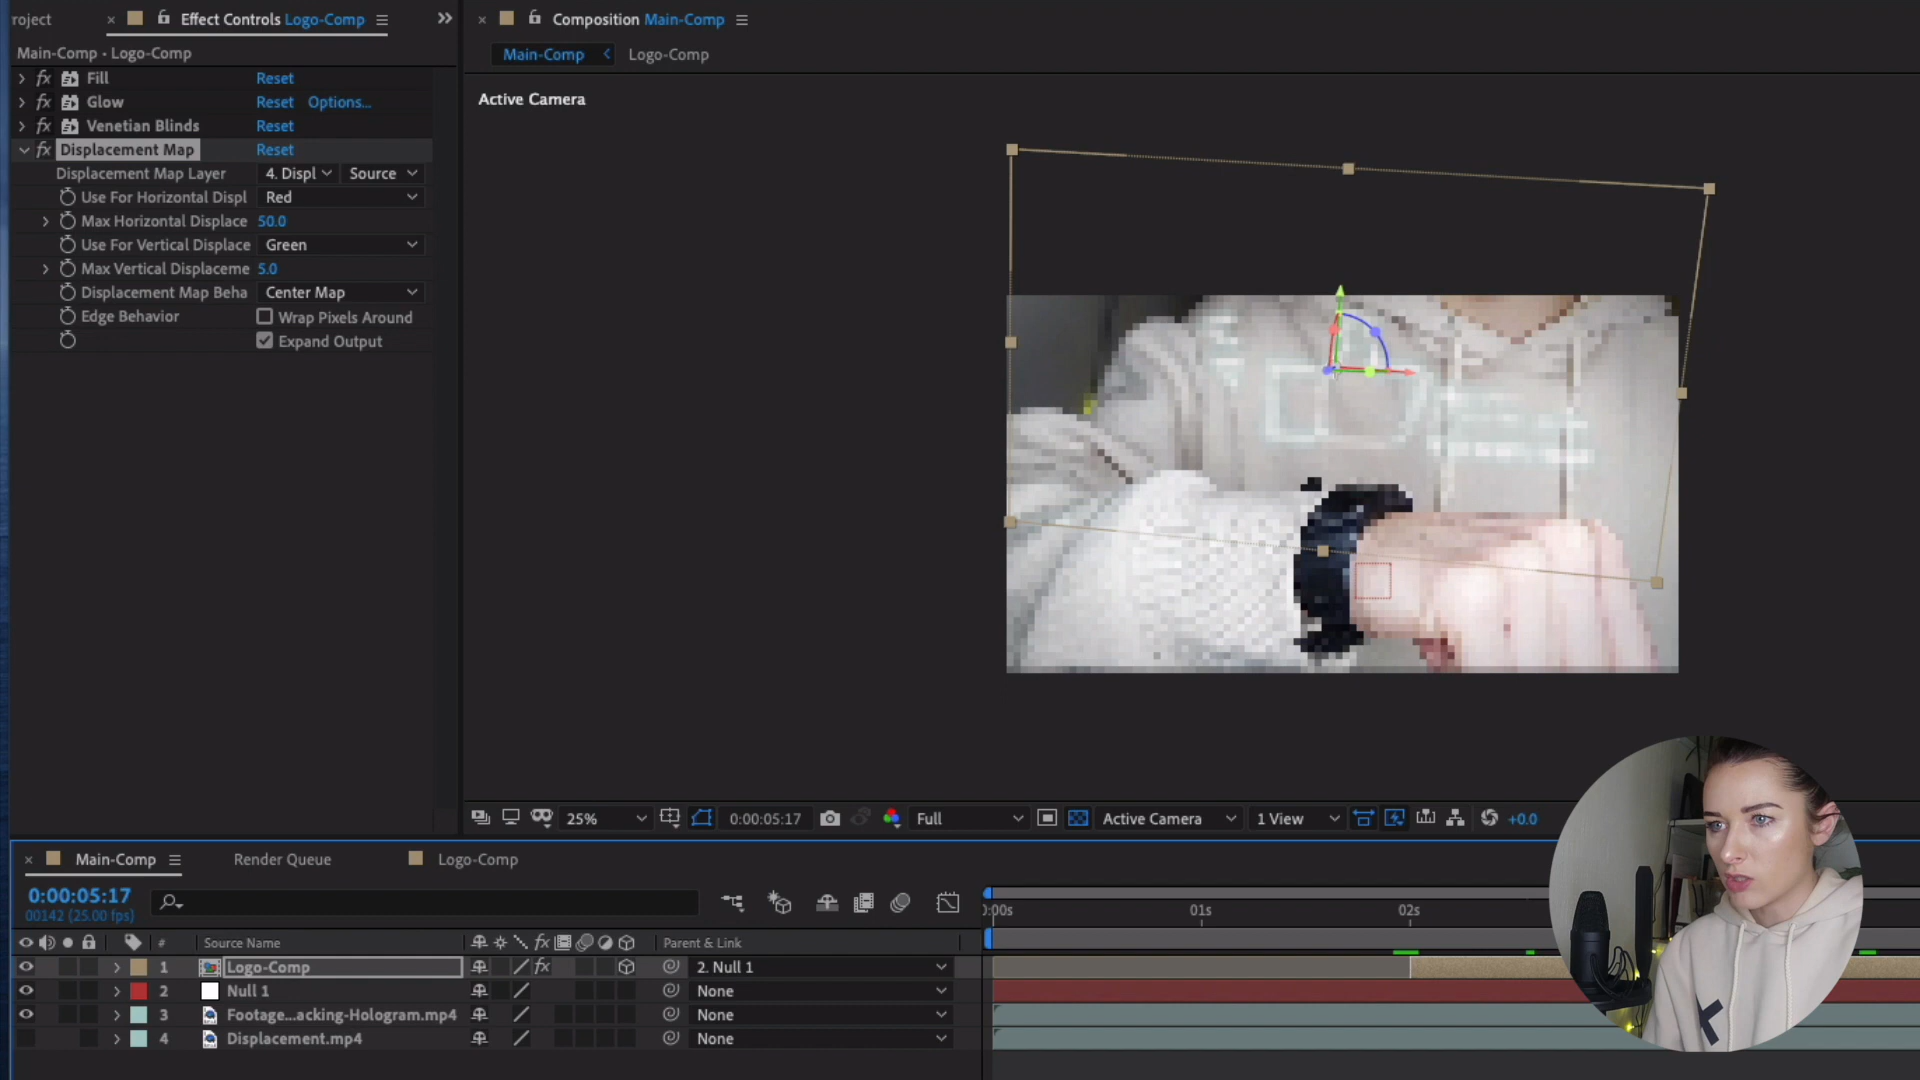 roject
Effect Controls Logo-Comp
Main-Comp • Logo-Comp
fx Fill Reset
fx Glow Reset Options...
fx Venetian Blinds Reset
fx Displacement Map Reset
Displacement Map Layer 4. Displ Source
Use For Horizontal Displ Red
Max Horizontal Displace 50.0
Use For Vertical Displace Green
Max Vertical Displaceme 5.0
Displacement Map Beha Center Map
Edge Behavior Wrap Pixels Around
Expand Output
Composition Main-Comp
Main-Comp Logo-Comp
Active Camera
25% 0:00:05:17 Full Active Camera 1 View +0.0
Main-Comp Render Queue Logo-Comp
0:00:05:17
00142 (25.00 fps)
0:00s 01s 02s
# Source Name fx Parent & Link
1 Logo-Comp fx 2. Null 1
2 Null 1 None
3 Footage...acking-Hologram.mp4 None
4 Displacement.mp4 None